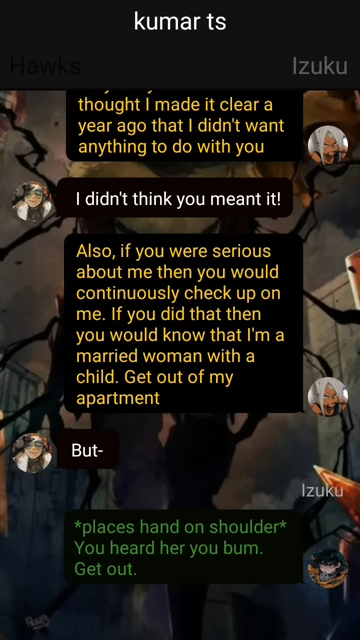 kumar ts
Hawks
Izuku
thought I made it clear a
year ago that I didn't want
anything to do with you
I didn't think you meant it!
Also, if you were serious
about me then you would
continuously check up on
me. If you did that then
you would know that I'm a
married woman with a
child. Get out of my
apartment
But-
Izuku
*places hand on shoulder*
You heard her you bum.
Get out.